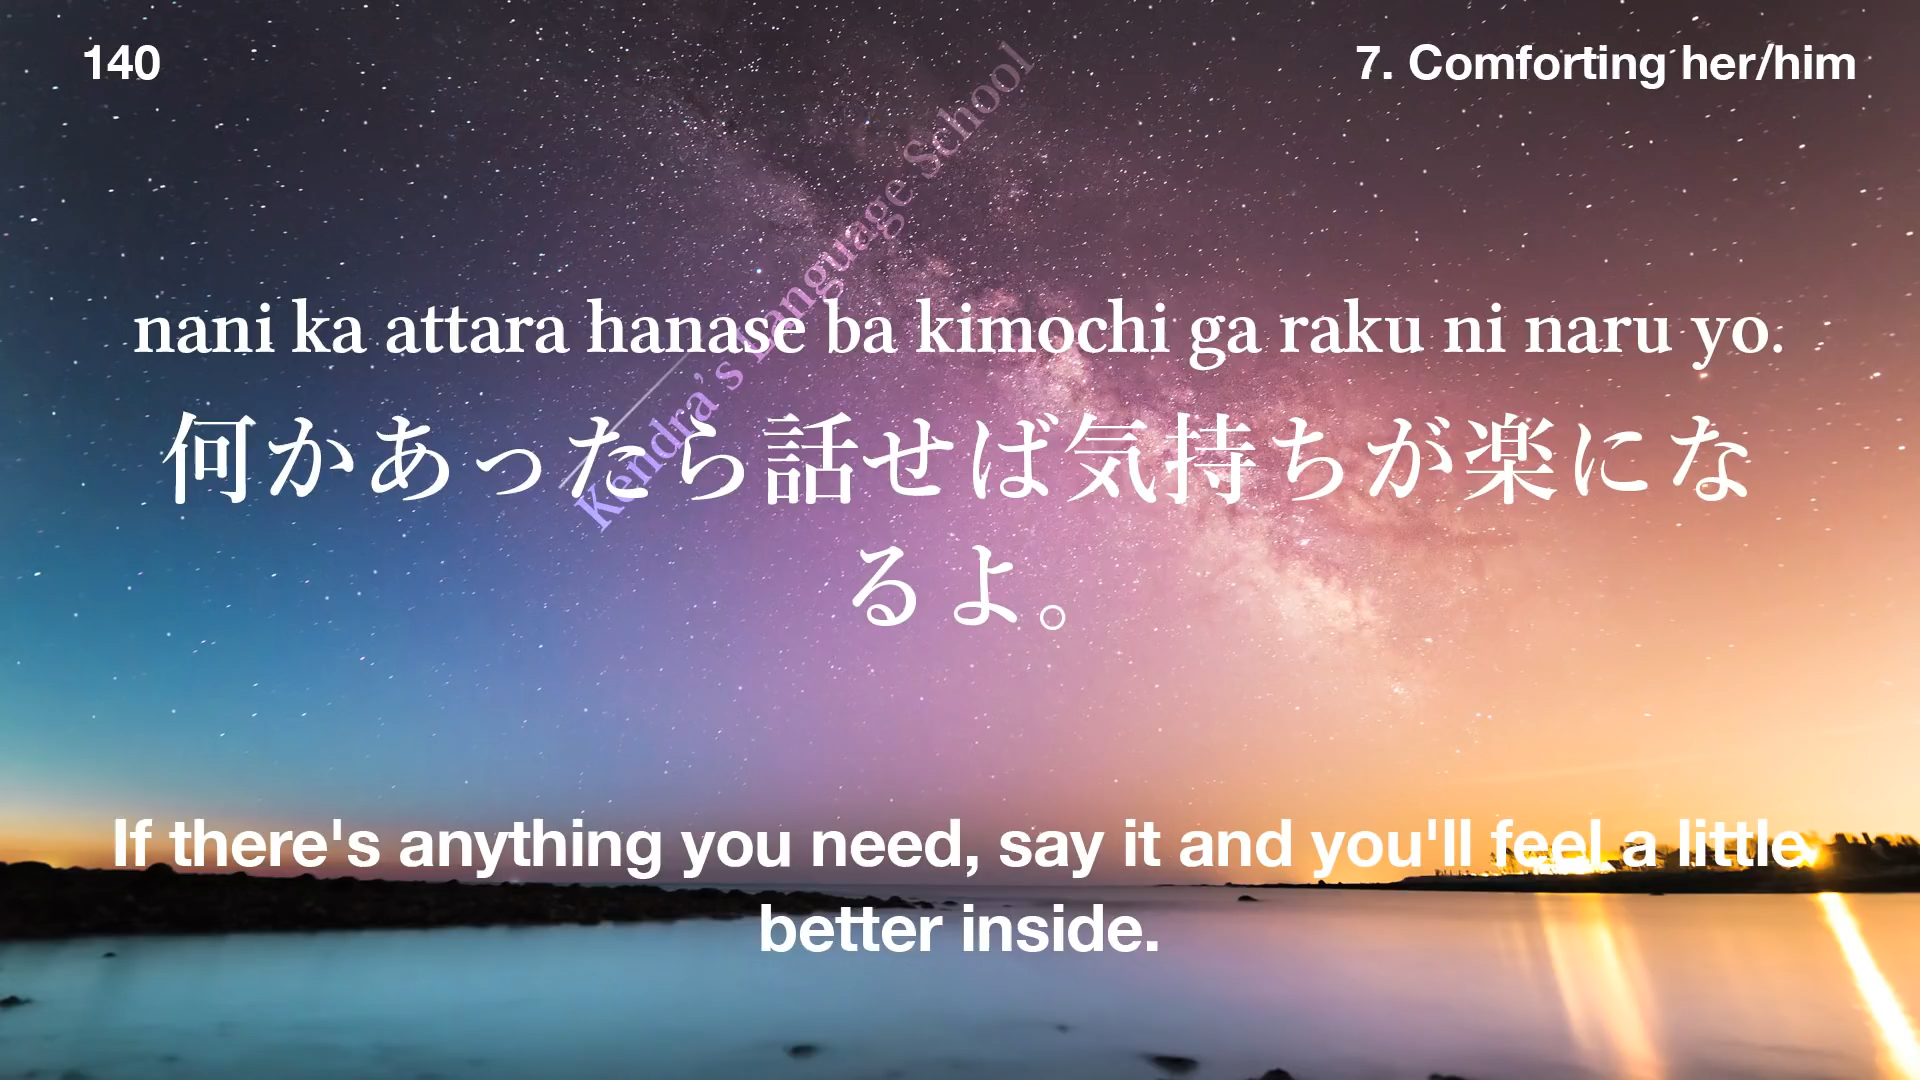 140
7. Comforting her/him
Kendra's Language School
nani ka attara hanase ba kimochi ga raku ni naru yo.
何かあったら話せば気持ちが楽にな
るよ。
If there's anything you need, say it and you'll feel a little
better inside.